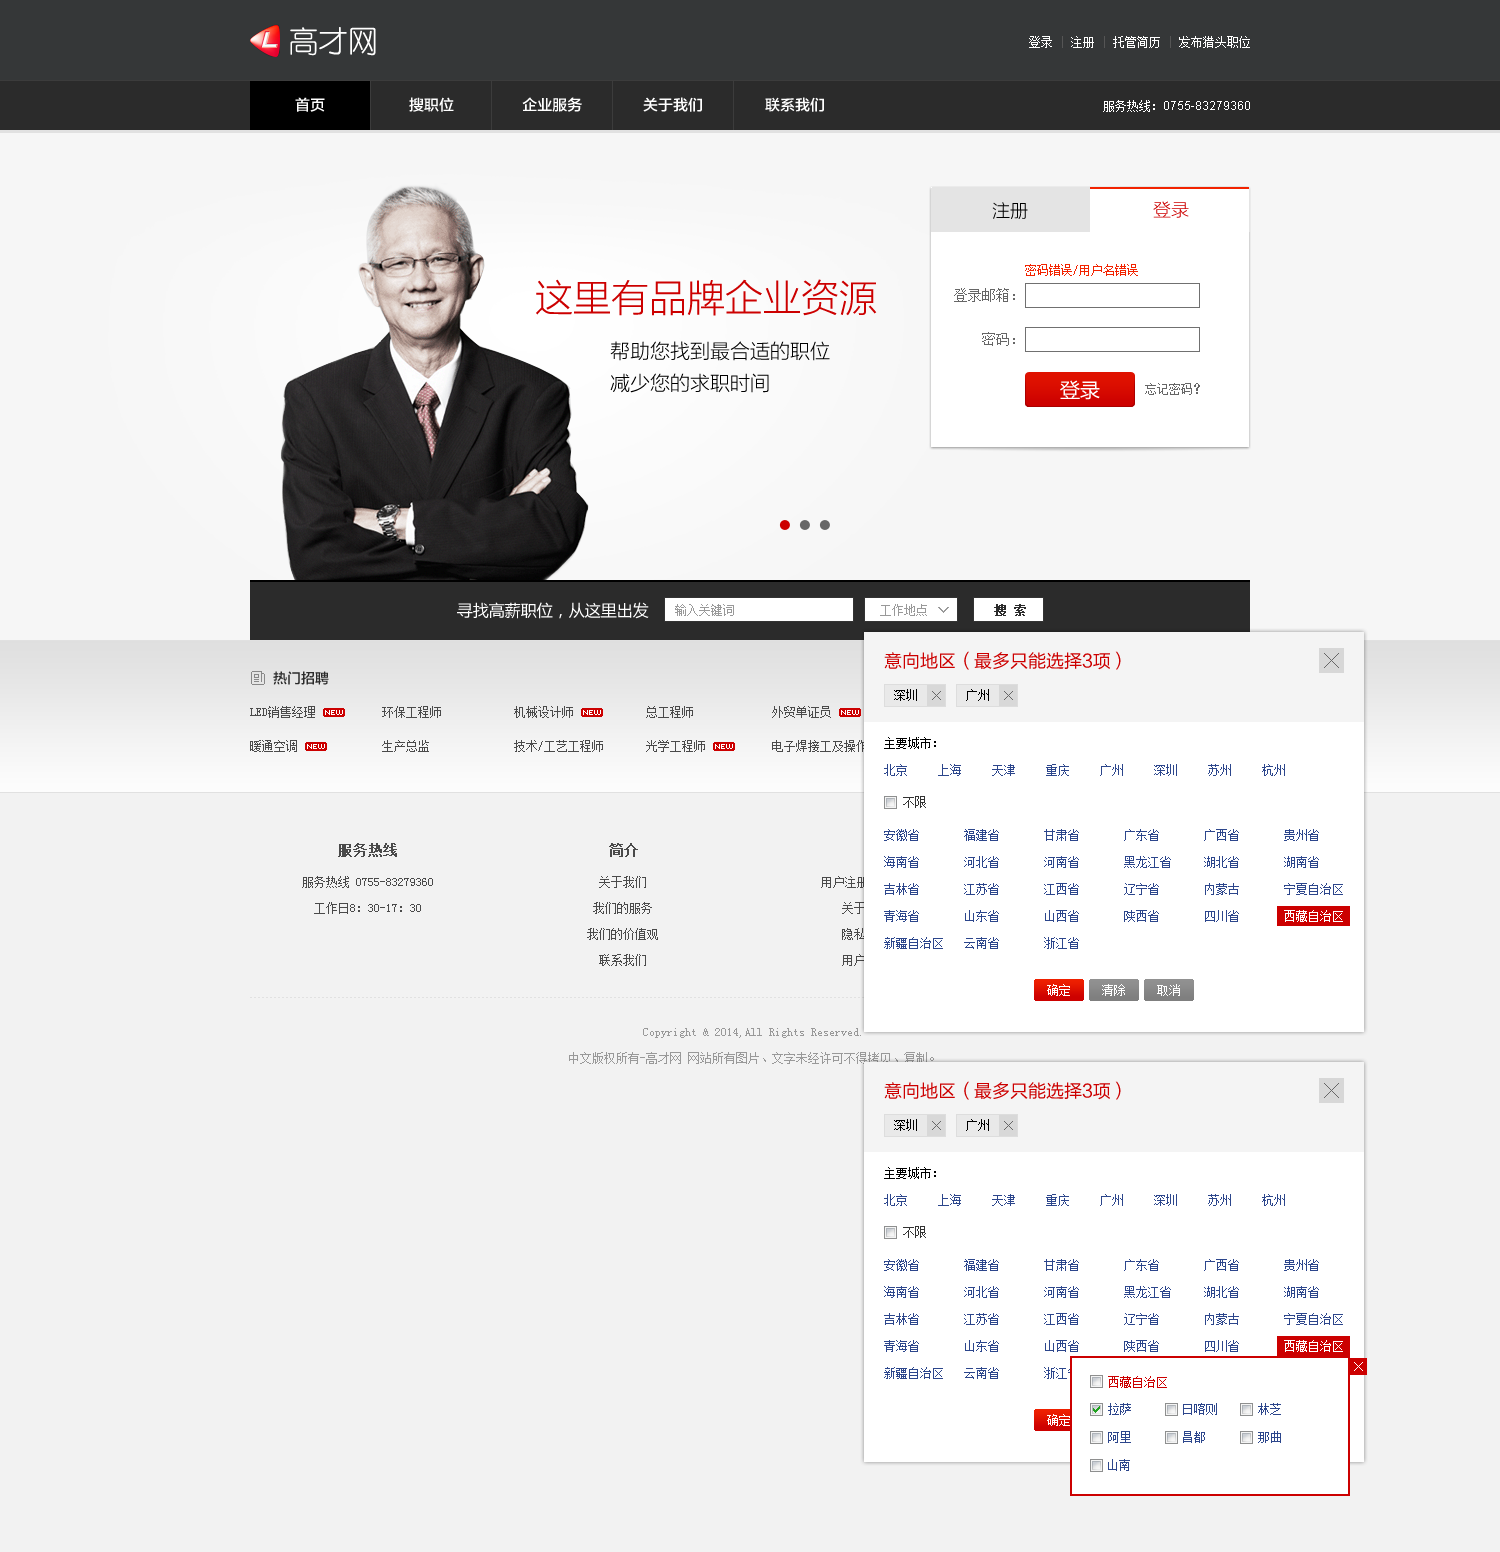 高才网
登录 注册 托管简历 发布猎头职位
首页 搜职位 企业服务 关于我们 联系我们 服务热线：0755-83279360
注册 登录
密码错误/用户名错误
登录邮箱：
密码：
登录 忘记密码？
这里有品牌企业资源
帮助您找到最合适的职位
减少您的求职时间
寻找高薪职位，从这里出发 输入关键词 工作地点 搜 索
热门招聘
LED销售经理 NEW 环保工程师 机械设计师 NEW 总工程师 外贸单证员 NEW
暖通空调 NEW 生产总监 技术/工艺工程师 光学工程师 NEW 电子焊接工及操作
服务热线 简介
服务热线 0755-83279360 关于我们 用户注册
工作日8：30-17：30 我们的服务 关于
我们的价值观 隐私
联系我们 用户
Copyright & 2014,All Rights Reserved.
中文版权所有-高才网 网站所有图片、文字未经许可不得拷贝、复制。
意向地区（最多只能选择3项）
深圳 广州
主要城市：
北京 上海 天津 重庆 广州 深圳 苏州 杭州
不限
安徽省 福建省 甘肃省 广东省 广西省 贵州省
海南省 河北省 河南省 黑龙江省 湖北省 湖南省
吉林省 江苏省 江西省 辽宁省 内蒙古 宁夏自治区
青海省 山东省 山西省 陕西省 四川省 西藏自治区
新疆自治区 云南省 浙江省
确定 清除 取消
意向地区（最多只能选择3项）
深圳 广州
主要城市：
北京 上海 天津 重庆 广州 深圳 苏州 杭州
不限
安徽省 福建省 甘肃省 广东省 广西省 贵州省
海南省 河北省 河南省 黑龙江省 湖北省 湖南省
吉林省 江苏省 江西省 辽宁省 内蒙古 宁夏自治区
青海省 山东省 山西省 陕西省 四川省 西藏自治区
新疆自治区 云南省 浙江
确定
西藏自治区
拉萨 日喀则 林芝
阿里 昌都 那曲
山南